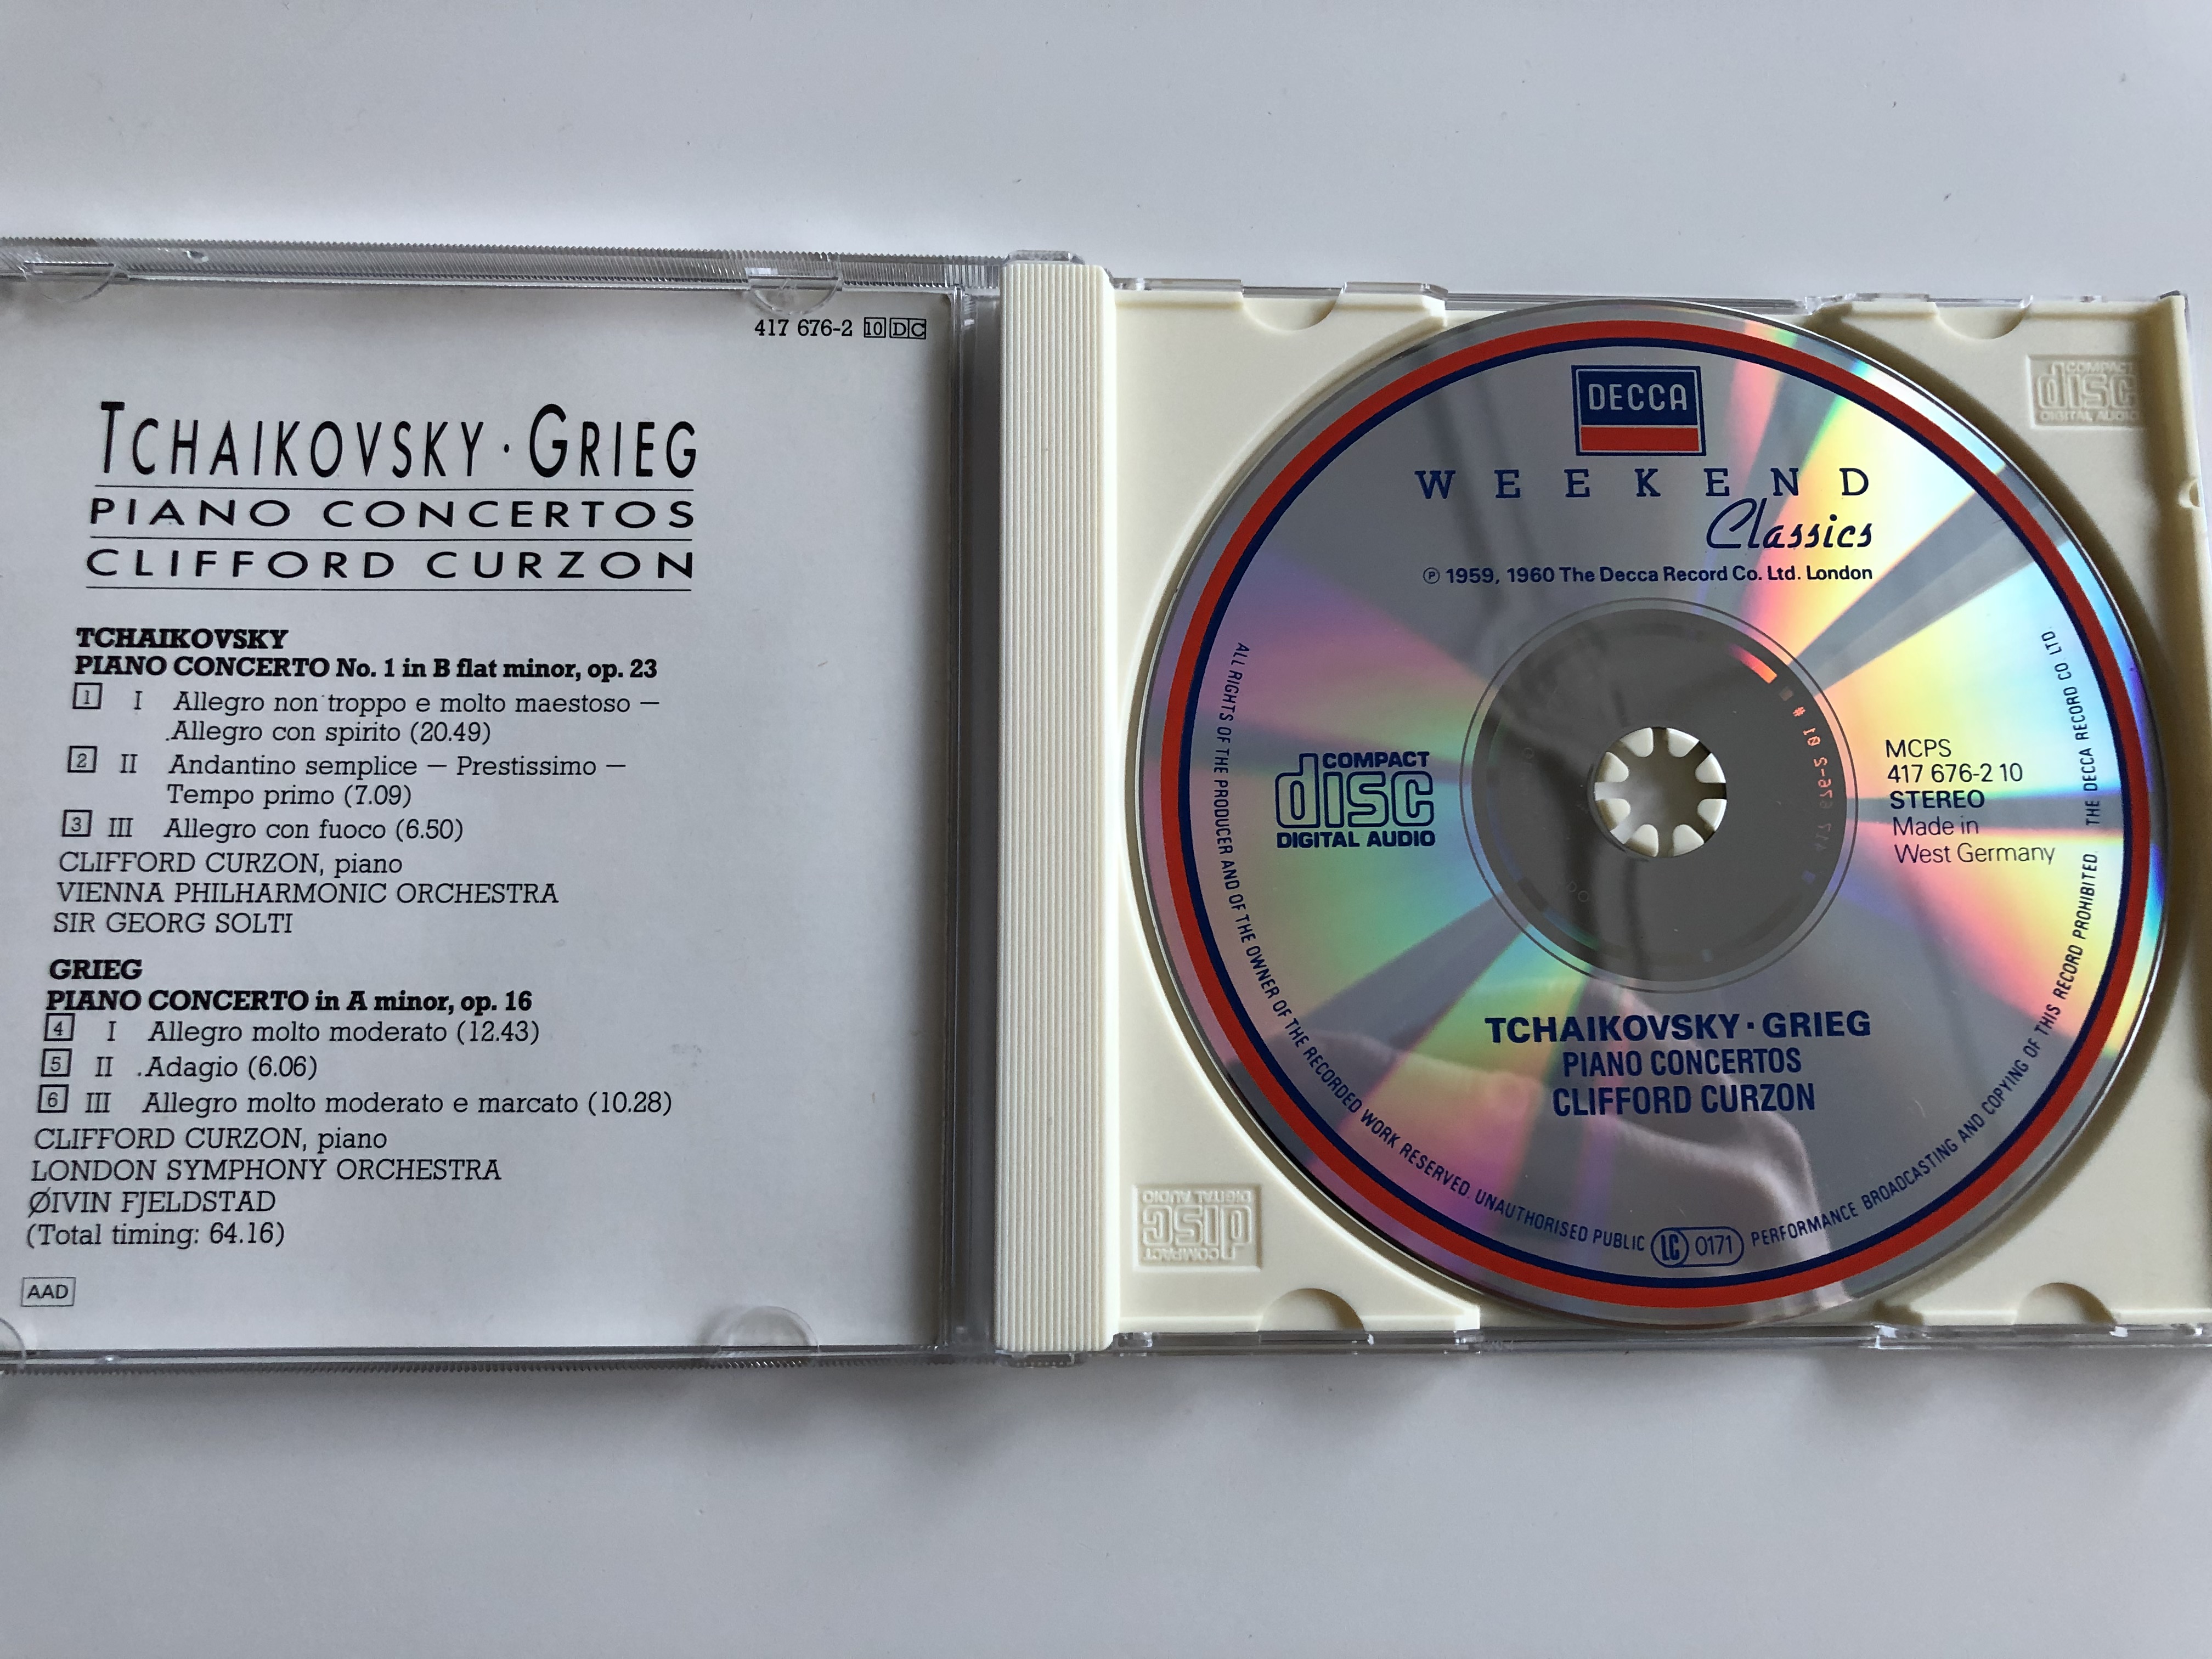 417 676-2 10 DC
TCHAIKOVSKY · GRIEG
PIANO CONCERTOS
CLIFFORD CURZON
TCHAIKOVSKY
PIANO CONCERTO No. 1 in B flat minor, op. 23
1 I Allegro non troppo e molto maestoso —
Allegro con spirito (20.49)
2 II Andantino semplice — Prestissimo —
Tempo primo (7.09)
3 III Allegro con fuoco (6.50)
CLIFFORD CURZON, piano
VIENNA PHILHARMONIC ORCHESTRA
SIR GEORG SOLTI
GRIEG
PIANO CONCERTO in A minor, op. 16
4 I Allegro molto moderato (12.43)
5 II Adagio (6.06)
6 III Allegro molto moderato e marcato (10.28)
CLIFFORD CURZON, piano
LONDON SYMPHONY ORCHESTRA
ØIVIN FJELDSTAD
(Total timing: 64.16)
AAD
DECCA
WEEKEND
Classics
℗ 1959, 1960 The Decca Record Co. Ltd. London
COMPACT
disc
DIGITAL AUDIO
MCPS
417 676-2 10
STEREO
Made in
West Germany
TCHAIKOVSKY · GRIEG
PIANO CONCERTOS
CLIFFORD CURZON
ALL RIGHTS OF THE PRODUCER AND OF THE OWNER OF THE RECORDED WORK RESERVED. UNAUTHORISED PUBLIC LC 0171 PERFORMANCE BROADCASTING AND COPYING OF THIS RECORD PROHIBITED. THE DECCA RECORD CO LTD.
COMPACT
disc
DIGITAL AUDIO
COMPACT
disc
DIGITAL AUDIO